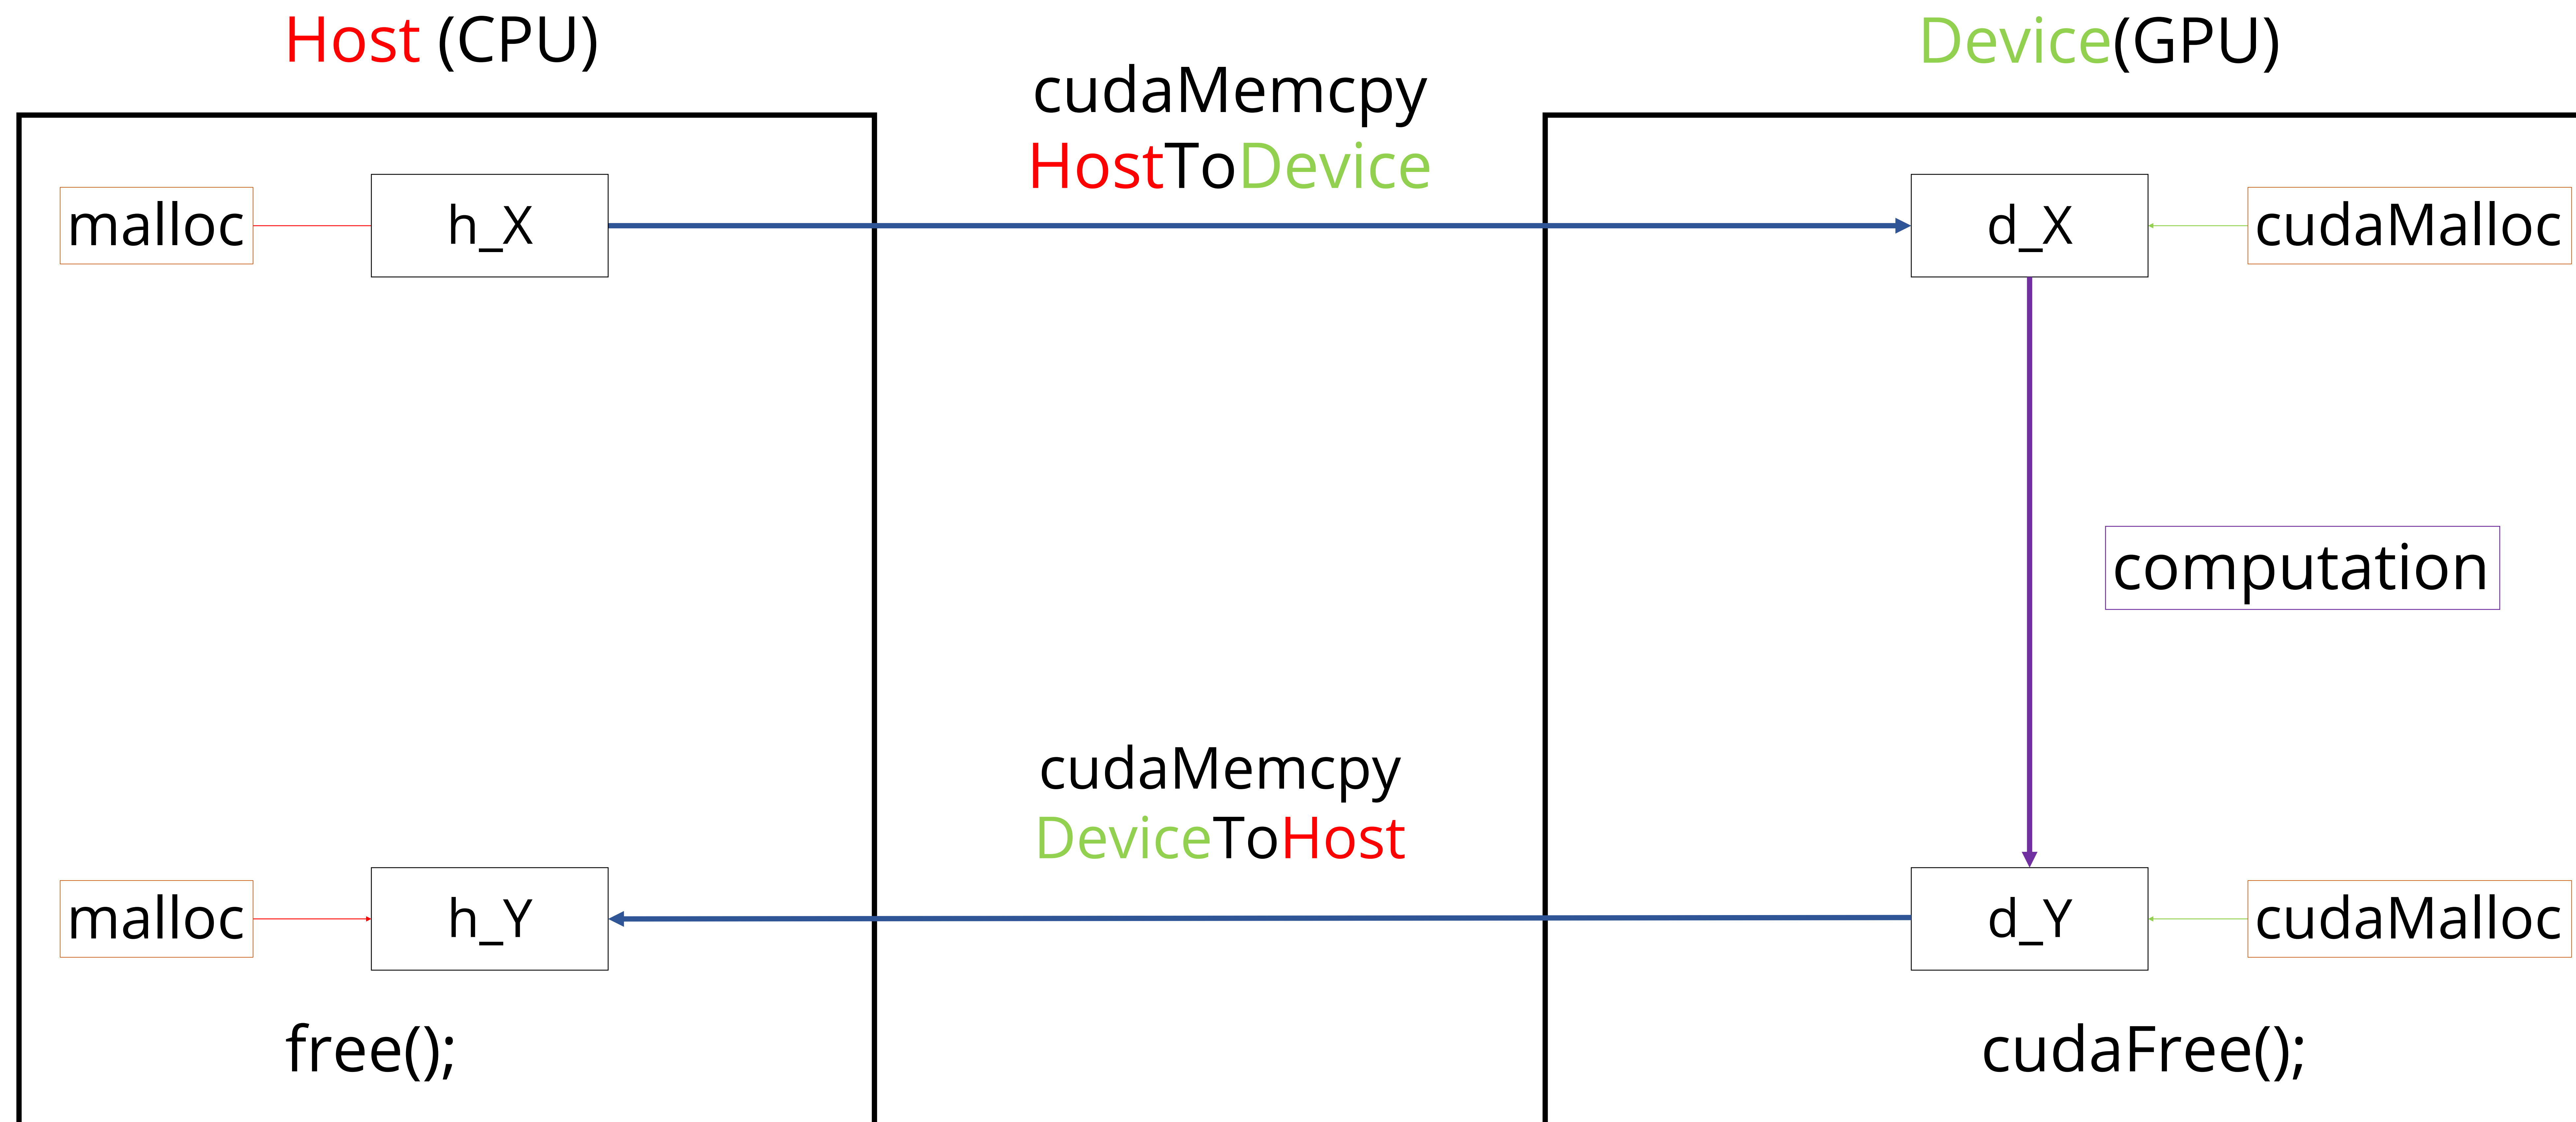 Host (CPU)
Device(GPU)
cudaMemcpy
HostToDevice
malloc
h_X
d_X
cudaMalloc
computation
cudaMemcpy
DeviceToHost
malloc
h_Y
d_Y
cudaMalloc
free();
cudaFree();